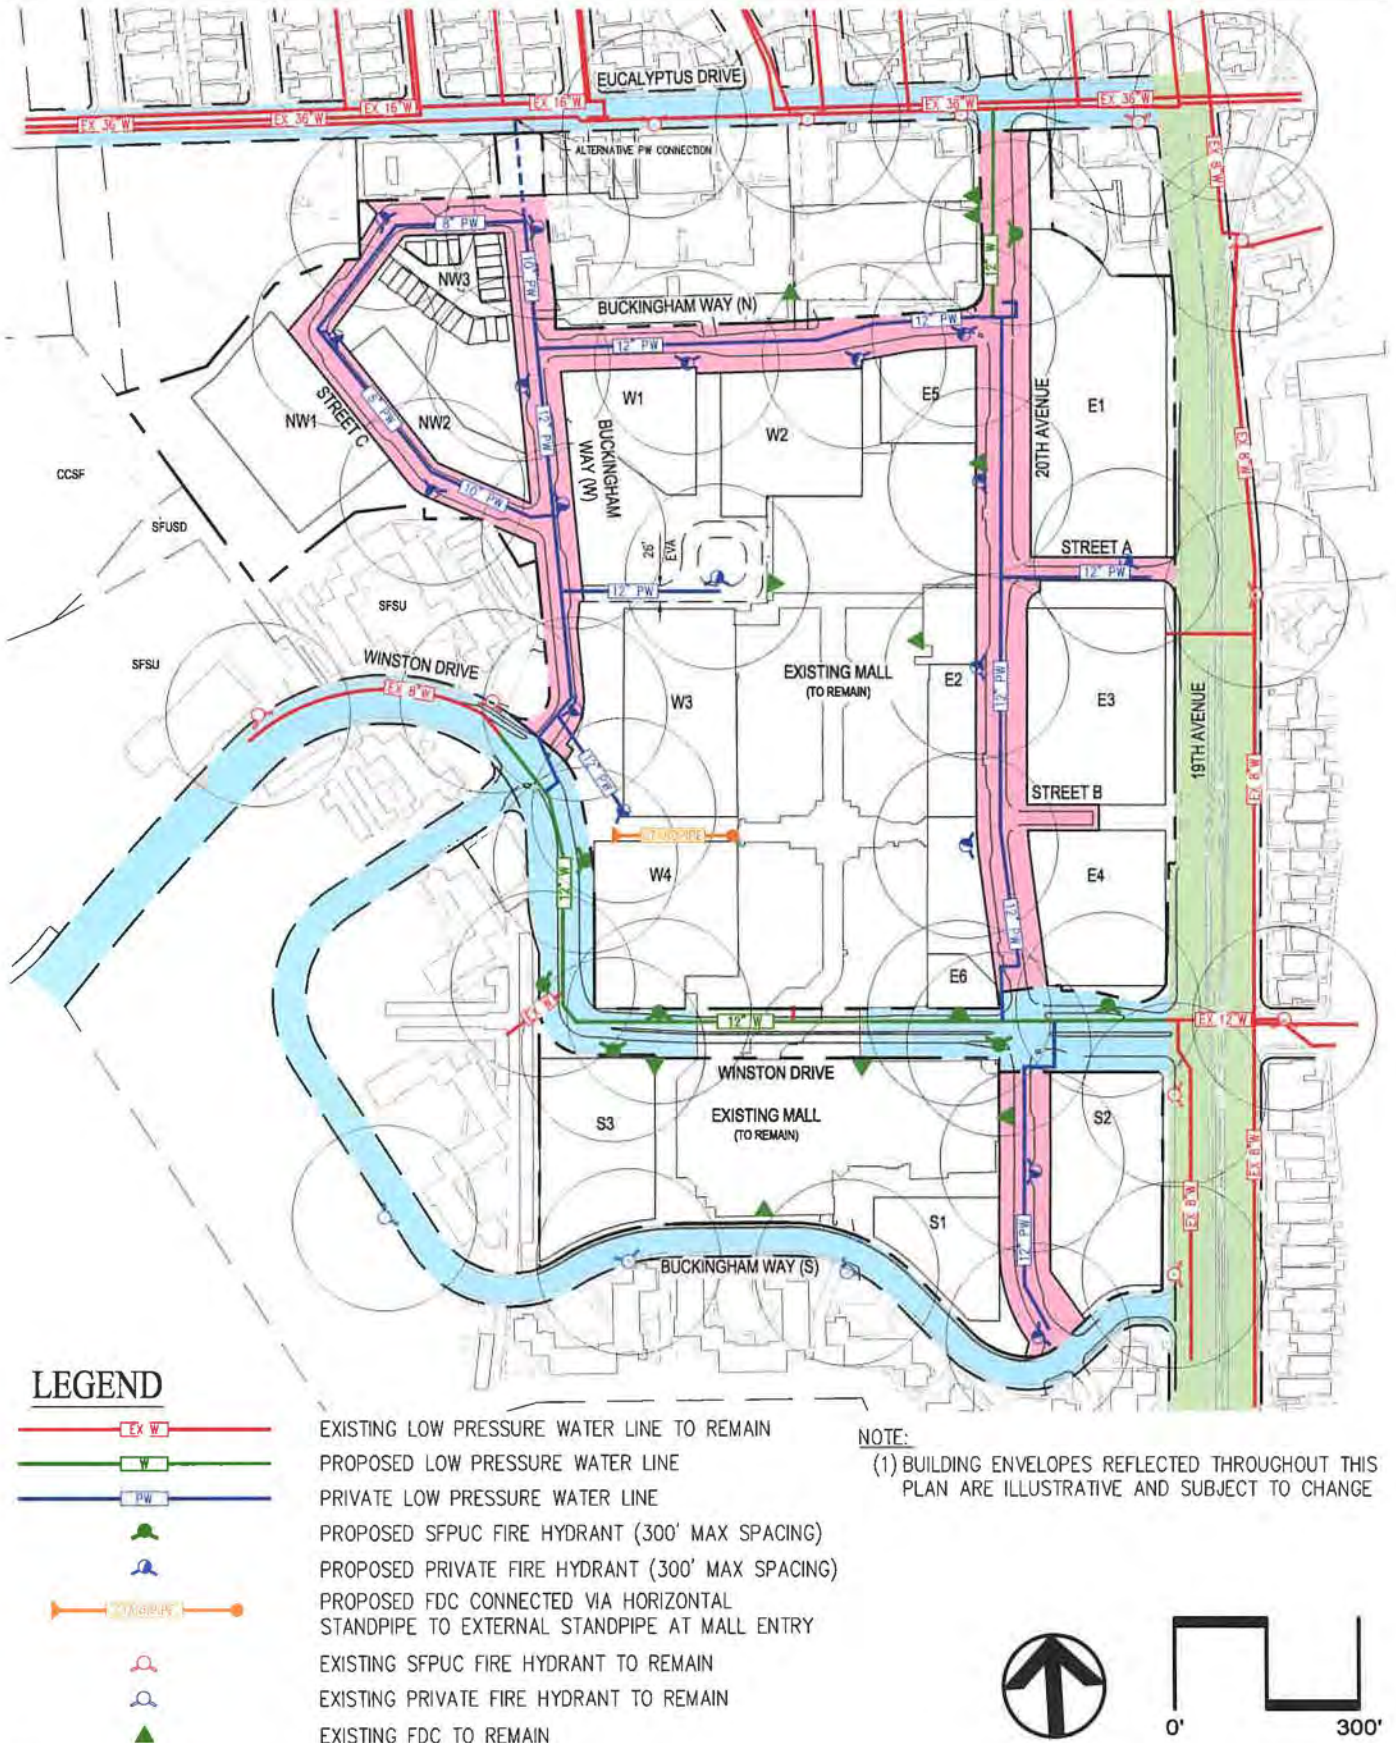 EUCALYPTUS DRIVE
EX 16"W
EX 16"W
EX 36"W
EX 36"W
EX 36"W
EX 36"W
ALTERNATIVE PW CONNECTION
EX 8"W
8" PW
NW3
10" PW
12" W
BUCKINGHAM WAY (N)
12" PW
12" PW
STREET C
8" PW
NW1
NW2
12" PW
W1
BUCKINGHAM
WAY (W)
W2
E5
20TH AVENUE
E1
EX 8"W
CCSF
SFUSD
10" PW
26'
EVA
STREET A
12" PW
12" PW
SFSU
SFSU
WINSTON DRIVE
EX 8"W
W3
EXISTING MALL
(TO REMAIN)
E2
12" PW
E3
19TH AVENUE
12" PW
STREET B
EX 8"W
STANDPIPE
12" W
W4
E4
12" PW
E6
12" W
EX 12"W
WINSTON DRIVE
S3
EXISTING MALL
(TO REMAIN)
S2
EX 8"W
EX 8"W
S1
12" PW
BUCKINGHAM WAY (S)
LEGEND
EX W
EXISTING LOW PRESSURE WATER LINE TO REMAIN
W
PROPOSED LOW PRESSURE WATER LINE
PW
PRIVATE LOW PRESSURE WATER LINE
PROPOSED SFPUC FIRE HYDRANT (300' MAX SPACING)
PROPOSED PRIVATE FIRE HYDRANT (300' MAX SPACING)
STANDPIPE
PROPOSED FDC CONNECTED VIA HORIZONTAL
STANDPIPE TO EXTERNAL STANDPIPE AT MALL ENTRY
EXISTING SFPUC FIRE HYDRANT TO REMAIN
EXISTING PRIVATE FIRE HYDRANT TO REMAIN
EXISTING FDC TO REMAIN
NOTE:
(1) BUILDING ENVELOPES REFLECTED THROUGHOUT THIS
PLAN ARE ILLUSTRATIVE AND SUBJECT TO CHANGE
0'
300'